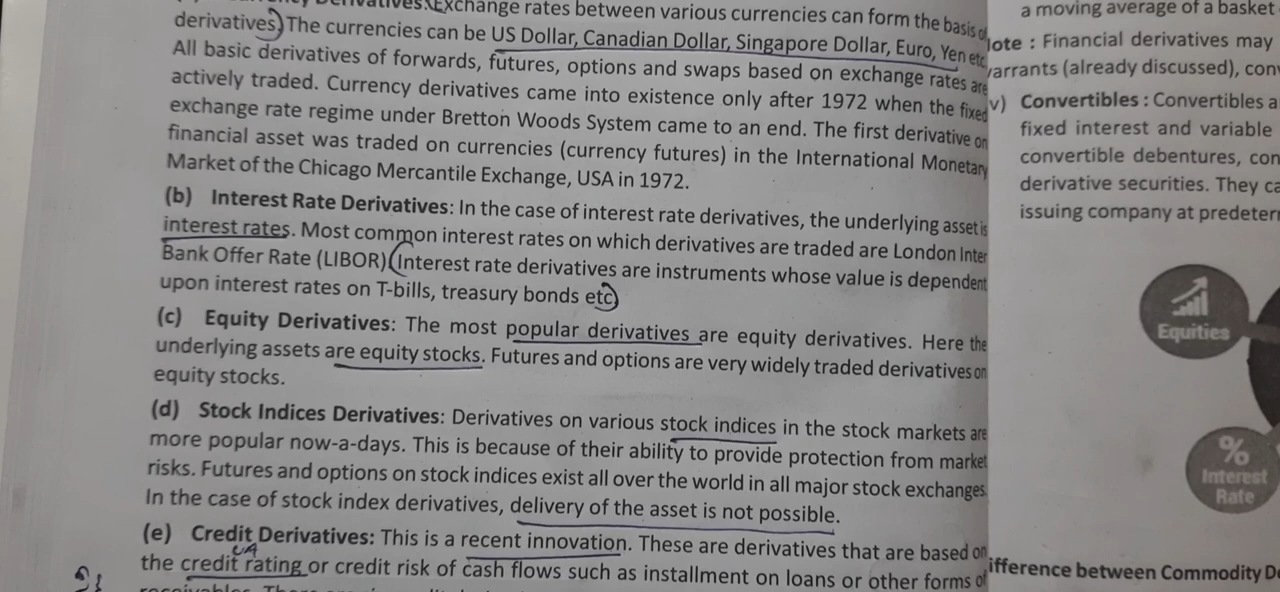 Derivatives: Exchange rates between various currencies can form the basis of
derivatives. The currencies can be US Dollar, Canadian Dollar, Singapore Dollar, Euro, Yen etc.
All basic derivatives of forwards, futures, options and swaps based on exchange rates are
actively traded. Currency derivatives came into existence only after 1972 when the fixed
exchange rate regime under Bretton Woods System came to an end. The first derivative on
financial asset was traded on currencies (currency futures) in the International Monetary
Market of the Chicago Mercantile Exchange, USA in 1972.
(b) Interest Rate Derivatives: In the case of interest rate derivatives, the underlying asset is
interest rates. Most common interest rates on which derivatives are traded are London Inter
Bank Offer Rate (LIBOR) Interest rate derivatives are instruments whose value is dependent
upon interest rates on T-bills, treasury bonds etc
(c) Equity Derivatives: The most popular derivatives are equity derivatives. Here the
underlying assets are equity stocks. Futures and options are very widely traded derivatives on
equity stocks.
(d) Stock Indices Derivatives: Derivatives on various stock indices in the stock markets are
more popular now-a-days. This is because of their ability to provide protection from market
risks. Futures and options on stock indices exist all over the world in all major stock exchanges.
In the case of stock index derivatives, delivery of the asset is not possible.
(e) Credit Derivatives: This is a recent innovation. These are derivatives that are based on
the credit rating or credit risk of cash flows such as installment on loans or other forms of
a moving average of a basket
lote : Financial derivatives may
arrants (already discussed), con
v) Convertibles : Convertibles a
fixed interest and variable
convertible debentures, con
derivative securities. They ca
issuing company at predeter
Equities
%
Interest
Rate
ifference between Commodity De